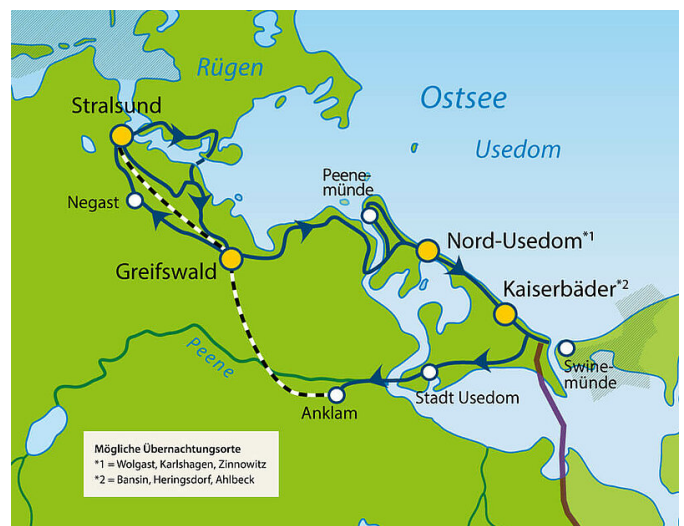 Rügen
Stralsund
Ostsee
Usedom
Peene-
münde
Negast
Nord-Usedom*1
Greifswald
Kaiserbäder*2
Peene
Swine-
münde
Stadt Usedom
Anklam
Mögliche Übernachtungsorte
*1 = Wolgast, Karlshagen, Zinnowitz
*2 = Bansin, Heringsdorf, Ahlbeck